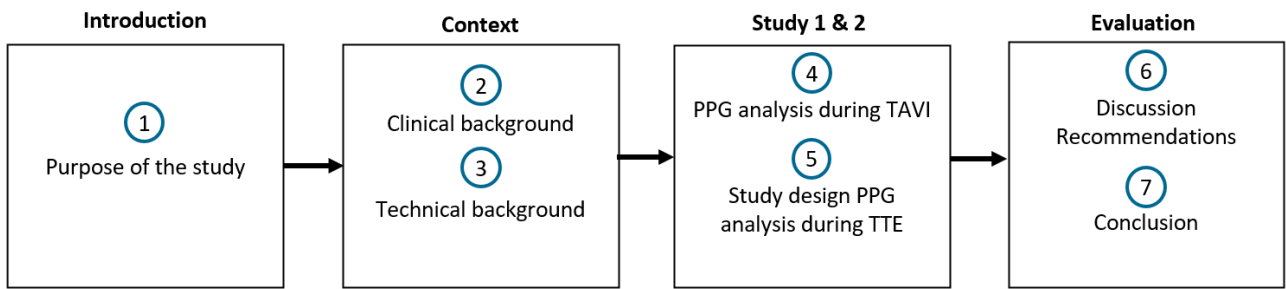 Introduction
1
Purpose of the study
Context
2
Clinical background
3
Technical background
Study 1 & 2
4
PPG analysis during TAVI
5
Study design PPG
analysis during TTE
Evaluation
6
Discussion
Recommendations
7
Conclusion